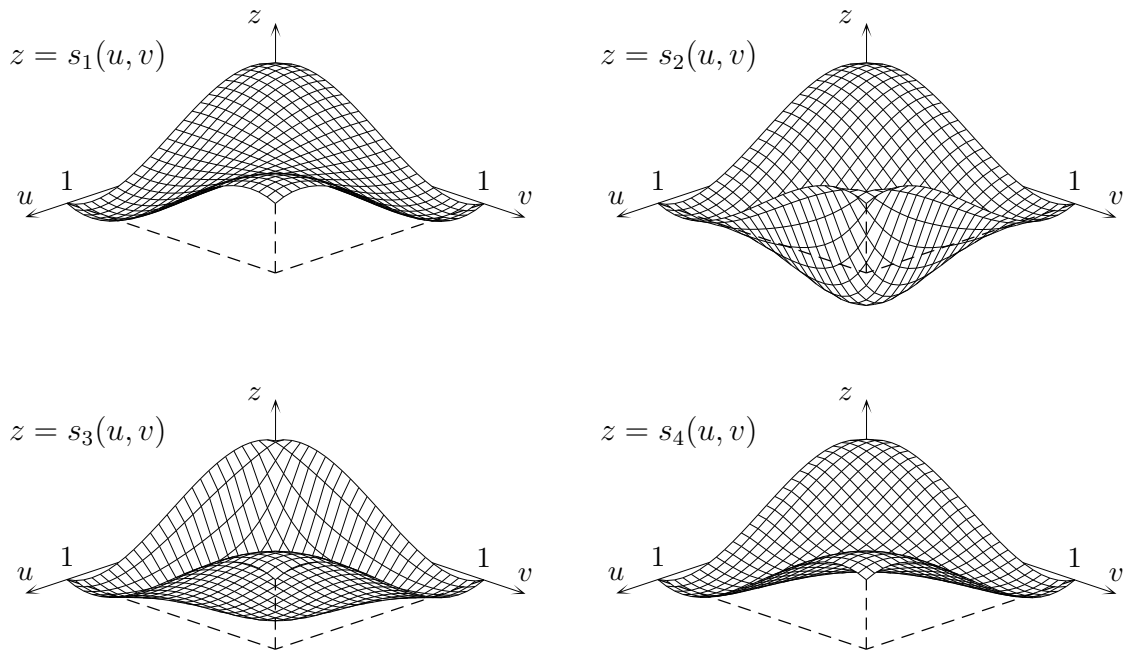 z
z = s₁(u, v)
1
u
1
v
z
z = s₂(u, v)
1
u
1
v
z
z = s₃(u, v)
1
u
1
v
z
z = s₄(u, v)
1
u
1
v